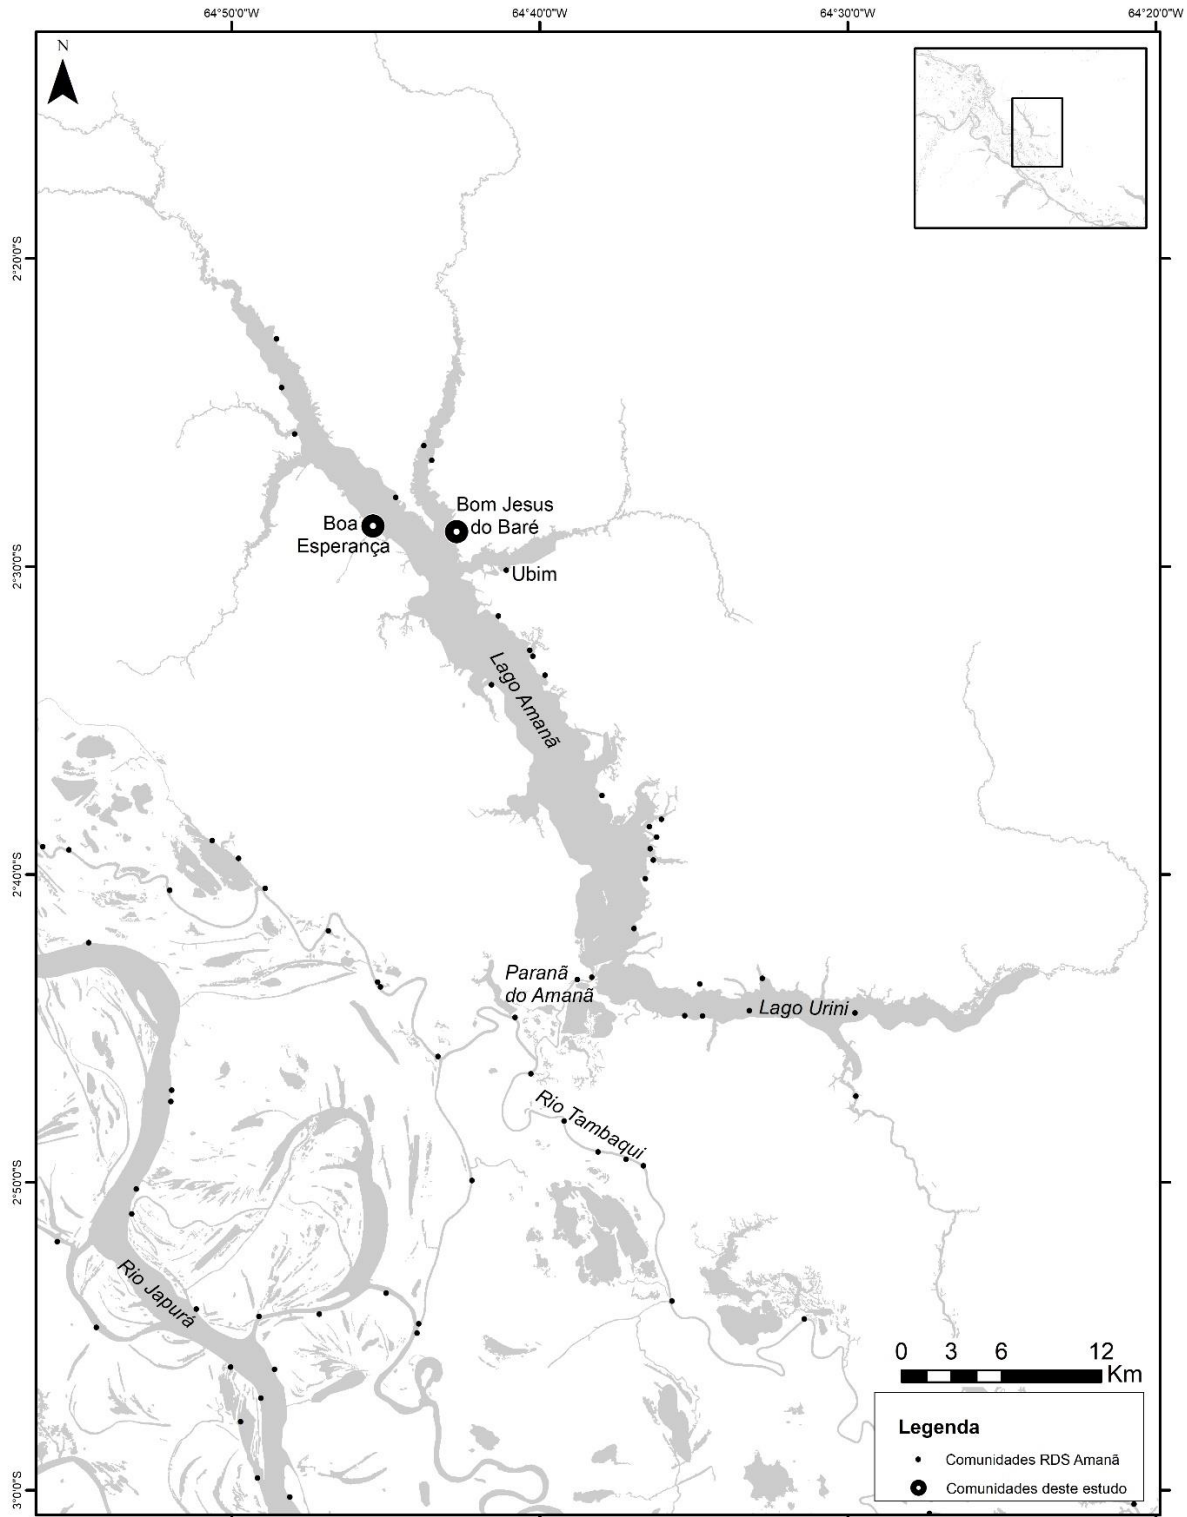 64°50'0"W
64°40'0"W
64°30'0"W
64°20'0"W
N
2°20'0"S
Bom Jesus
do Baré
Boa
Esperança
Ubim
2°30'0"S
Lago Amanã
2°40'0"S
Paranã
do Amanã
Lago Urini
Rio Tambaqui
2°50'0"S
Rio Japurá
0 3 6 12
Km
Legenda
Comunidades RDS Amanã
Comunidades deste estudo
3°0'0"S